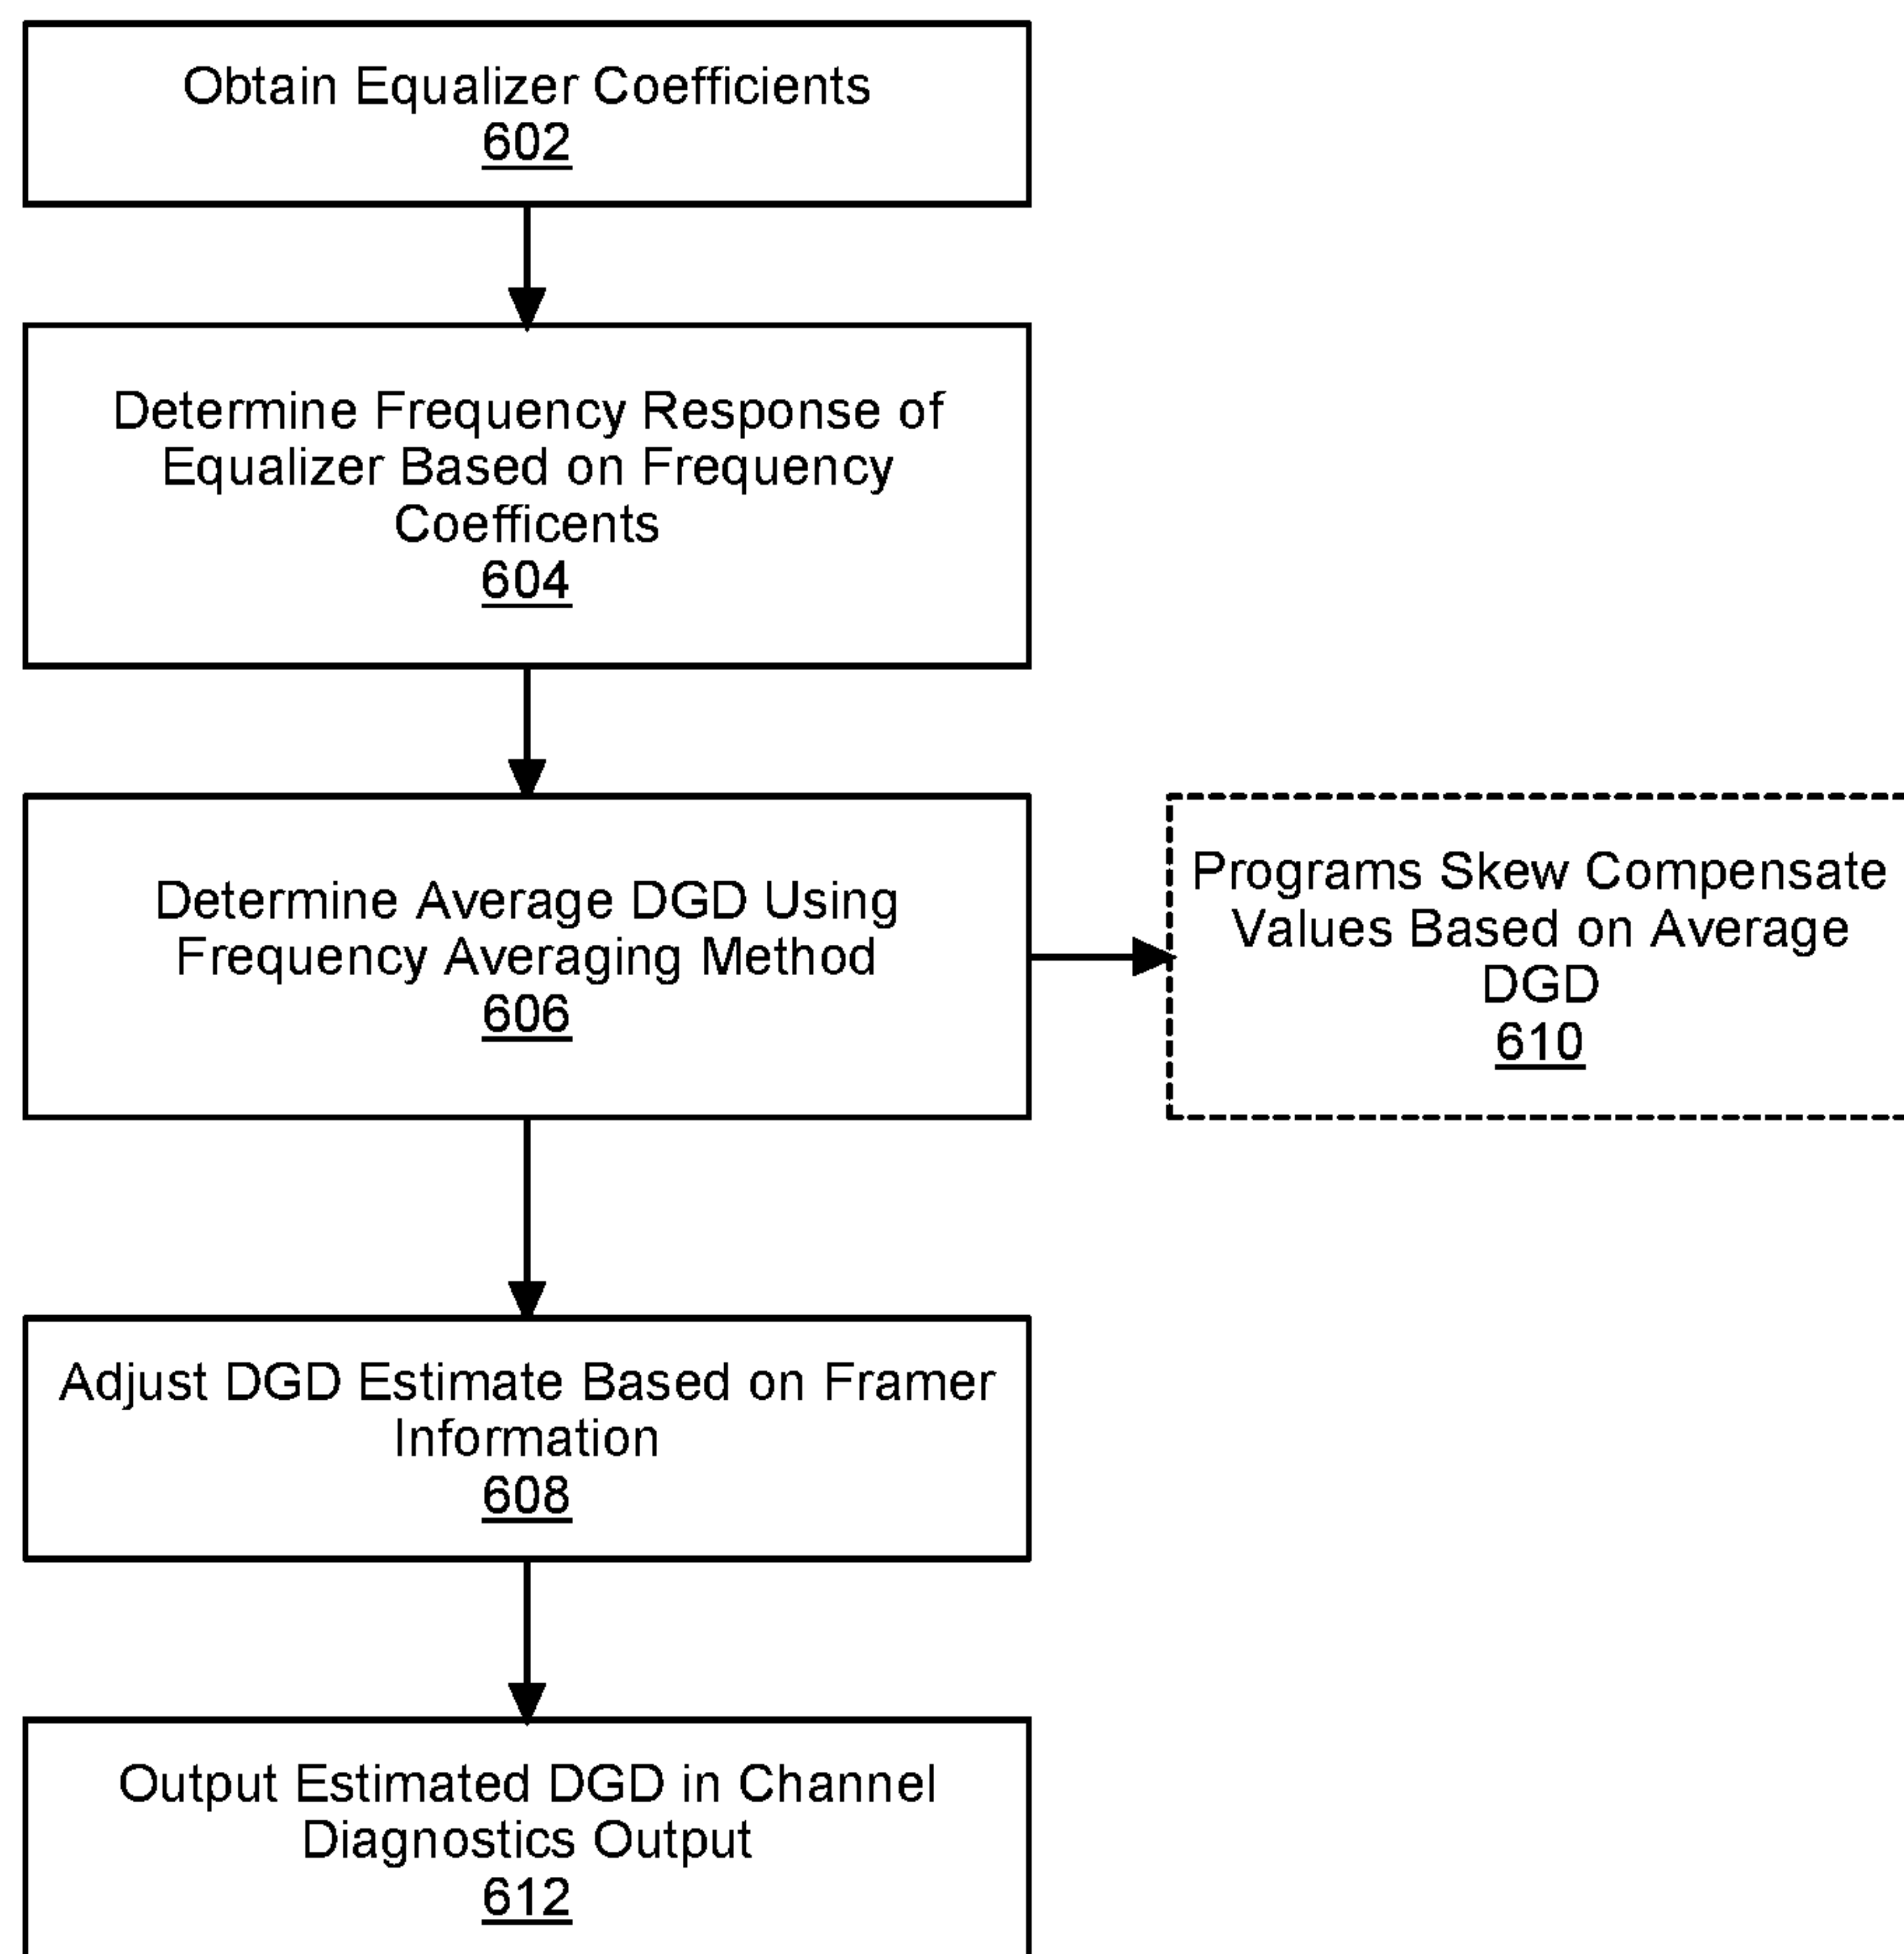 Obtain Equalizer Coefficients
602
Determine Frequency Response of
Equalizer Based on Frequency
Coefficents
604
Determine Average DGD Using
Frequency Averaging Method
606
Programs Skew Compensate
Values Based on Average
DGD
610
Adjust DGD Estimate Based on Framer
Information
608
Output Estimated DGD in Channel
Diagnostics Output
612